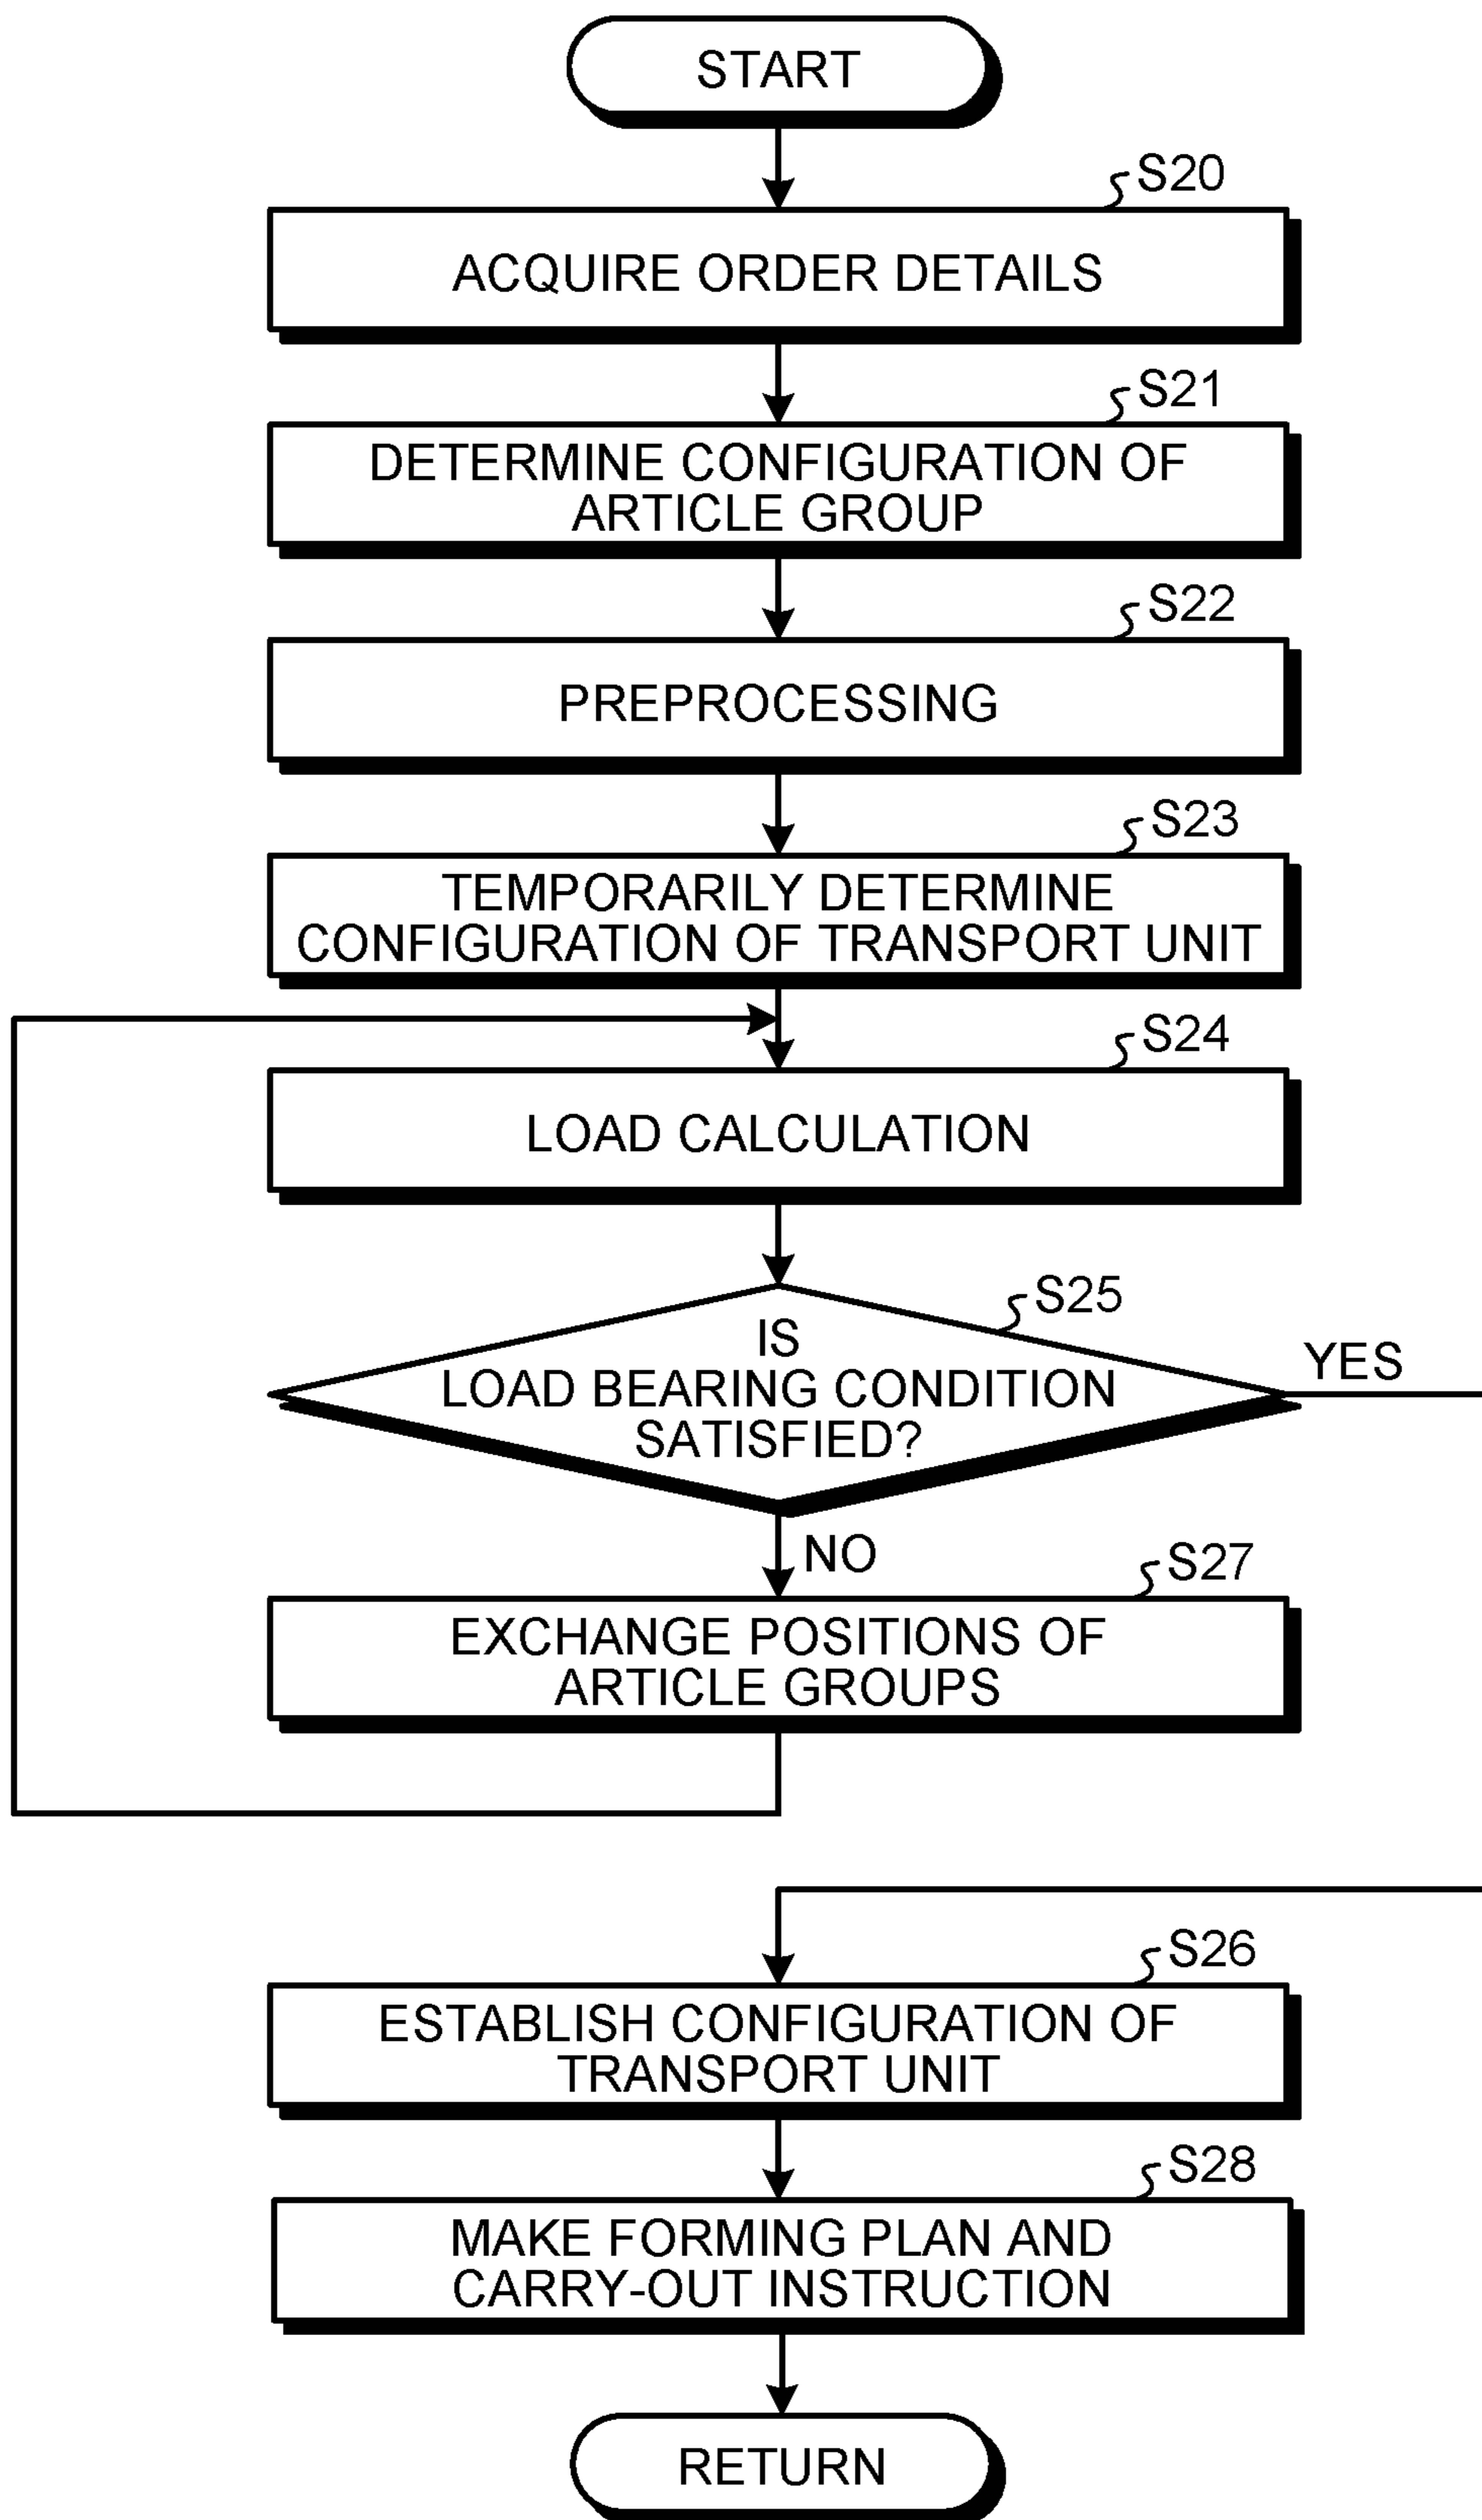 START
S20
ACQUIRE ORDER DETAILS
S21
DETERMINE CONFIGURATION OF
ARTICLE GROUP
S22
PREPROCESSING
S23
TEMPORARILY DETERMINE
CONFIGURATION OF TRANSPORT UNIT
S24
LOAD CALCULATION
S25
IS
LOAD BEARING CONDITION
SATISFIED?
YES
NO
S27
EXCHANGE POSITIONS OF
ARTICLE GROUPS
S26
ESTABLISH CONFIGURATION OF
TRANSPORT UNIT
S28
MAKE FORMING PLAN AND
CARRY-OUT INSTRUCTION
RETURN